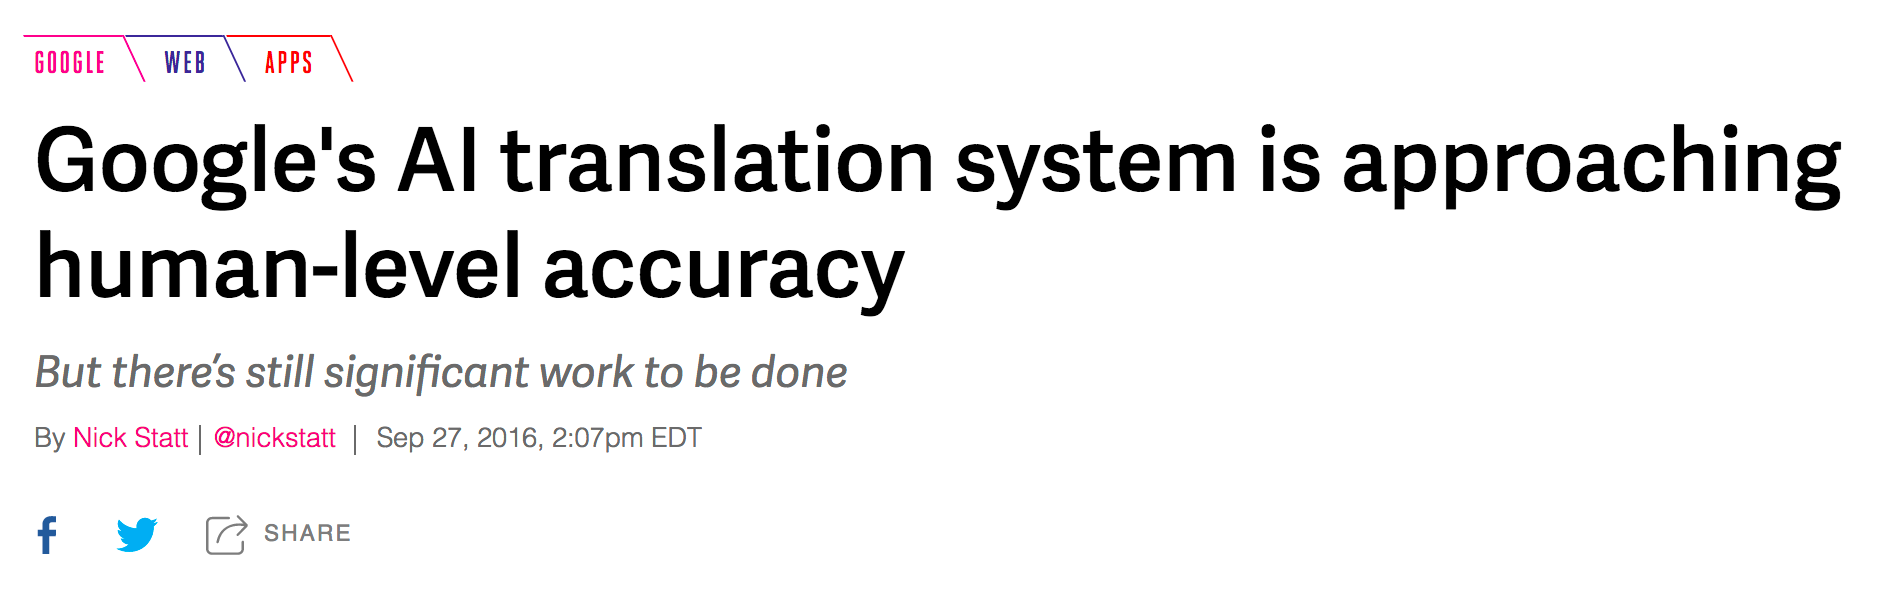 GOOGLE WEB APPS
Google's AI translation system is approaching
human-level accuracy
But there’s still significant work to be done
By Nick Statt | @nickstatt | Sep 27, 2016, 2:07pm EDT
SHARE